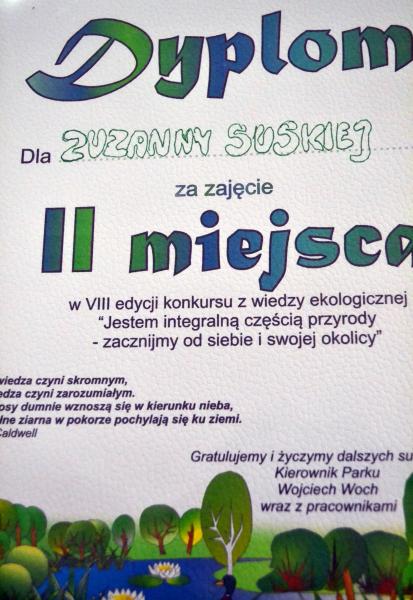 Dyplom
Dla ZUZANNY SUSKIEJ
za zajęcie
II miejsca
w VIII edycji konkursu z wiedzy ekologicznej
“Jestem integralną częścią przyrody
- zacznijmy od siebie i swojej okolicy”
wiedza czyni skromnym,
edza czyni zarozumiałym.
osy dumnie wznoszą się w kierunku nieba,
lne ziarna w pokorze pochylają się ku ziemi.
Caldwell
Gratulujemy i życzymy dalszych su
Kierownik Parku
Wojciech Woch
wraz z pracownikami